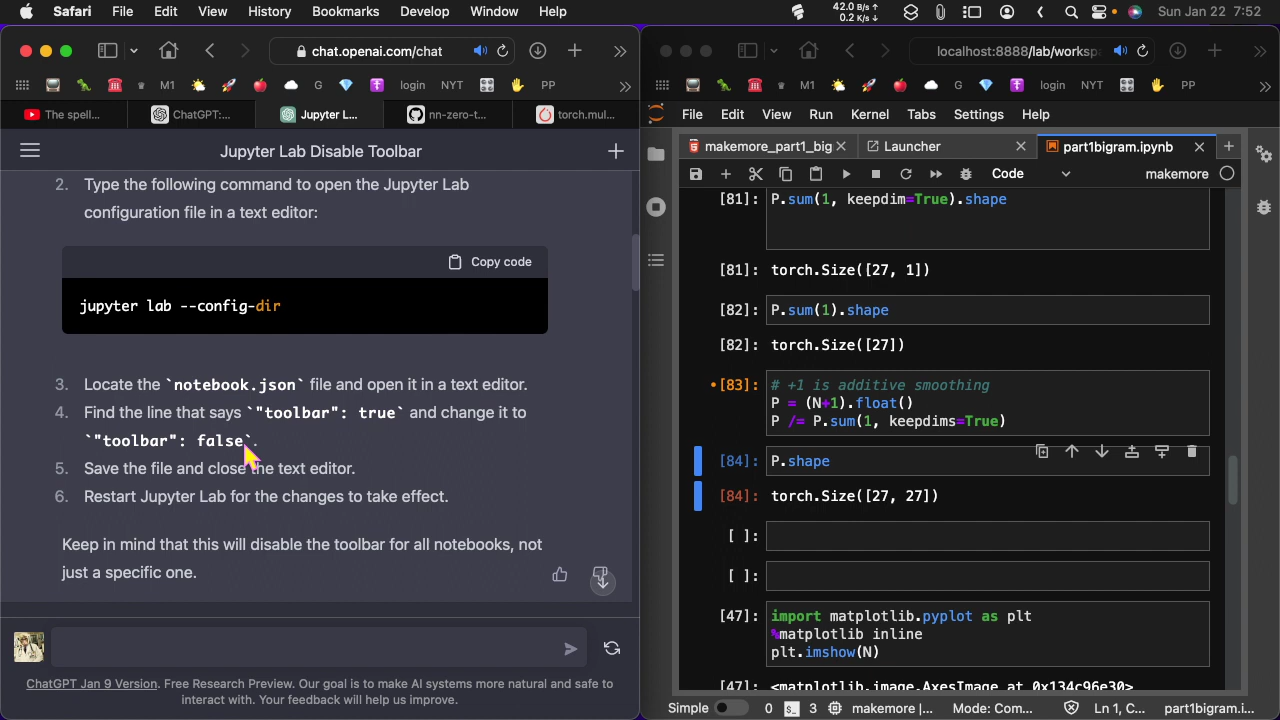 Safari File Edit View History Bookmarks Develop Window Help
42.0 B/s ↑
0.2 K/s ↓
Sun Jan 22 7:52
chat.openai.com/chat
localhost:8888/lab/worksp
M1 G login NYT PP
M1 G login NYT PP
The spell...
ChatGPT:...
Jupyter L...
nn-zero-t...
torch.mul...
Jupyter Lab Disable Toolbar
2. Type the following command to open the Jupyter Lab
configuration file in a text editor:
Copy code
jupyter lab --config-dir
3. Locate the `notebook.json` file and open it in a text editor.
4. Find the line that says `"toolbar": true` and change it to
`"toolbar": false`.
5. Save the file and close the text editor.
6. Restart Jupyter Lab for the changes to take effect.
Keep in mind that this will disable the toolbar for all notebooks, not
just a specific one.
ChatGPT Jan 9 Version. Free Research Preview. Our goal is to make AI systems more natural and safe to
interact with. Your feedback will help us improve.
File Edit View Run Kernel Tabs Settings Help
makemore_part1_big
Launcher
part1bigram.ipynb
Code
makemore
[81]: P.sum(1, keepdim=True).shape
[81]: torch.Size([27, 1])
[82]: P.sum(1).shape
[82]: torch.Size([27])
•[83]: # +1 is additive smoothing
P = (N+1).float()
P /= P.sum(1, keepdims=True)
[84]: P.shape
[84]: torch.Size([27, 27])
[ ]:
[ ]:
[47]: import matplotlib.pyplot as plt
%matplotlib inline
plt.imshow(N)
[47]: <matplotlib.image.AxesImage at 0x134c96e30>
Simple 0 3 makemore |... Mode: Com... Ln 1, C... part1bigram.i...